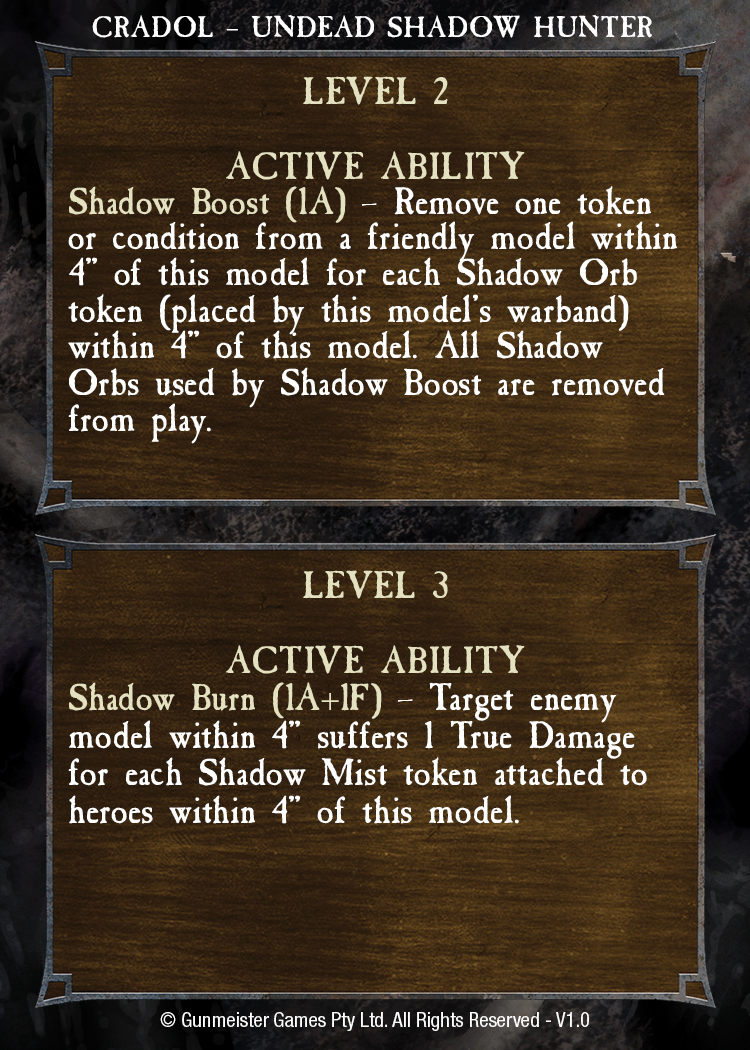 CRADOL – UNDEAD SHADOW HUNTER
LEVEL 2
ACTIVE ABILITY
Shadow Boost (1A) – Remove one token
or condition from a friendly model within
4" of this model for each Shadow Orb
token (placed by this model's warband)
within 4" of this model. All Shadow
Orbs used by Shadow Boost are removed
from play.
LEVEL 3
ACTIVE ABILITY
Shadow Burn (1A+1F) – Target enemy
model within 4" suffers 1 True Damage
for each Shadow Mist token attached to
heroes within 4" of this model.
© Gunmeister Games Pty Ltd. All Rights Reserved - V1.0